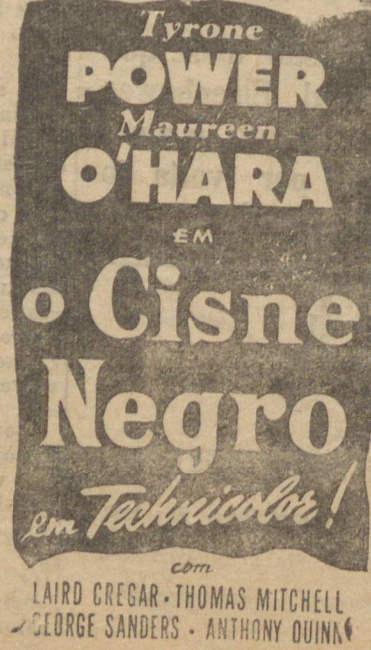 Tyrone
POWER
Maureen
O'HARA
EM
o Cisne
Negro
em Technicolor!
com
LAIRD CREGAR · THOMAS MITCHELL
GEORGE SANDERS · ANTHONY QUINN